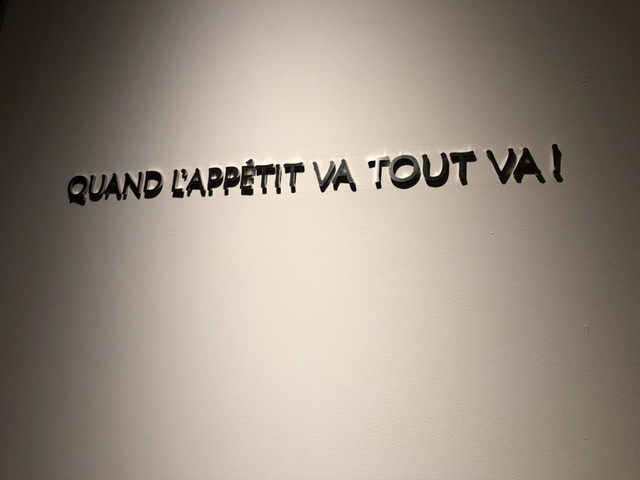 QUAND L'APPÉTIT VA TOUT VA !